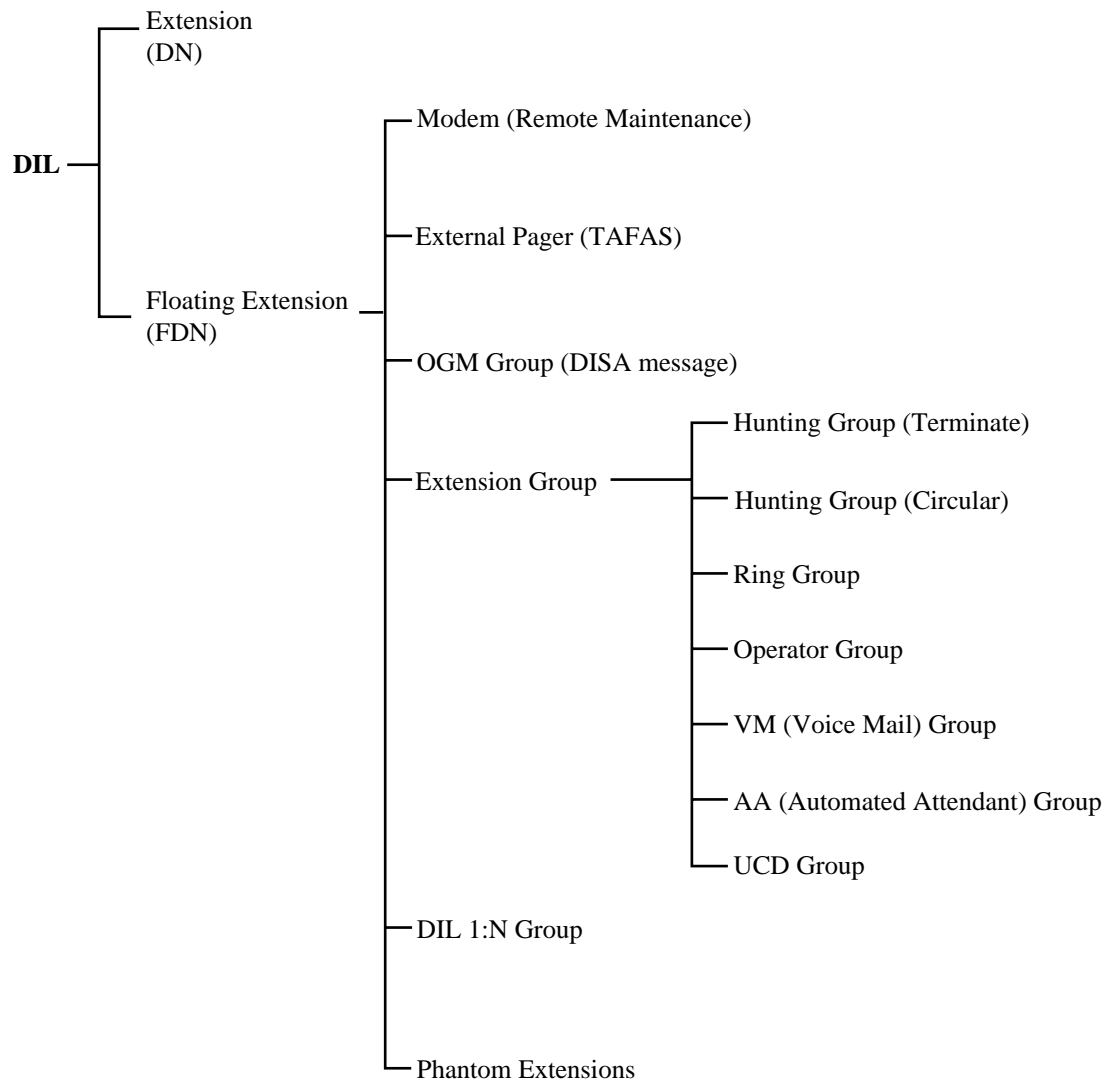 Extension
(DN)
Modem (Remote Maintenance)
DIL
External Pager (TAFAS)
Floating Extension
(FDN)
OGM Group (DISA message)
Hunting Group (Terminate)
Extension Group
Hunting Group (Circular)
Ring Group
Operator Group
VM (Voice Mail) Group
AA (Automated Attendant) Group
UCD Group
DIL 1:N Group
Phantom Extensions